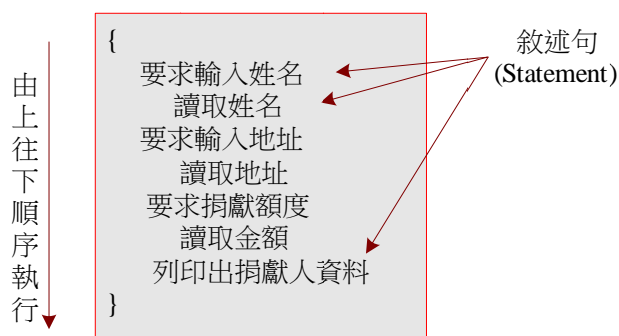 {
要求輸入姓名
讀取姓名
要求輸入地址
讀取地址
要求捐獻額度
讀取金額
列印出捐獻人資料
}
由上往下順序執行
敘述句
(Statement)